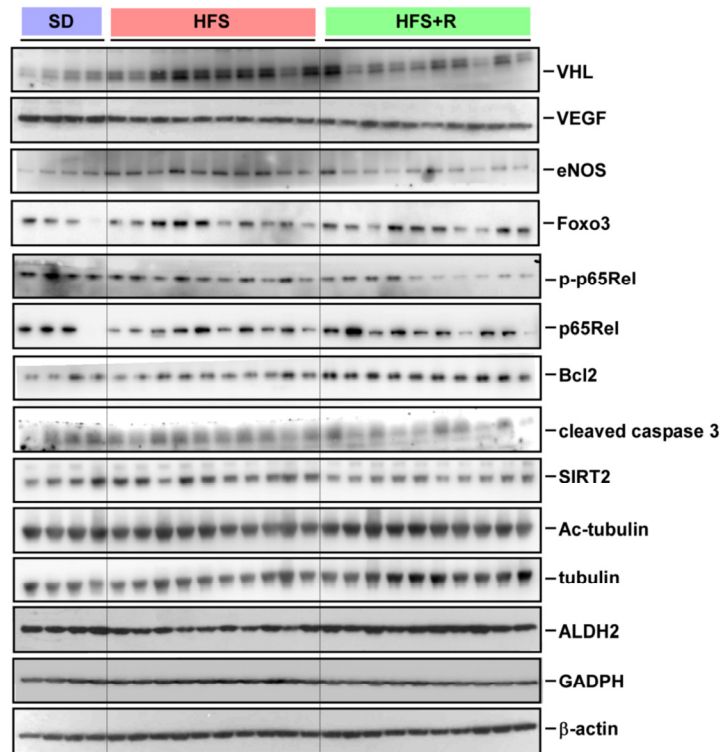 SD HFS HFS+R
VHL
VEGF
eNOS
Foxo3
p-p65Rel
p65Rel
Bcl2
cleaved caspase 3
SIRT2
Ac-tubulin
tubulin
ALDH2
GADPH
β-actin